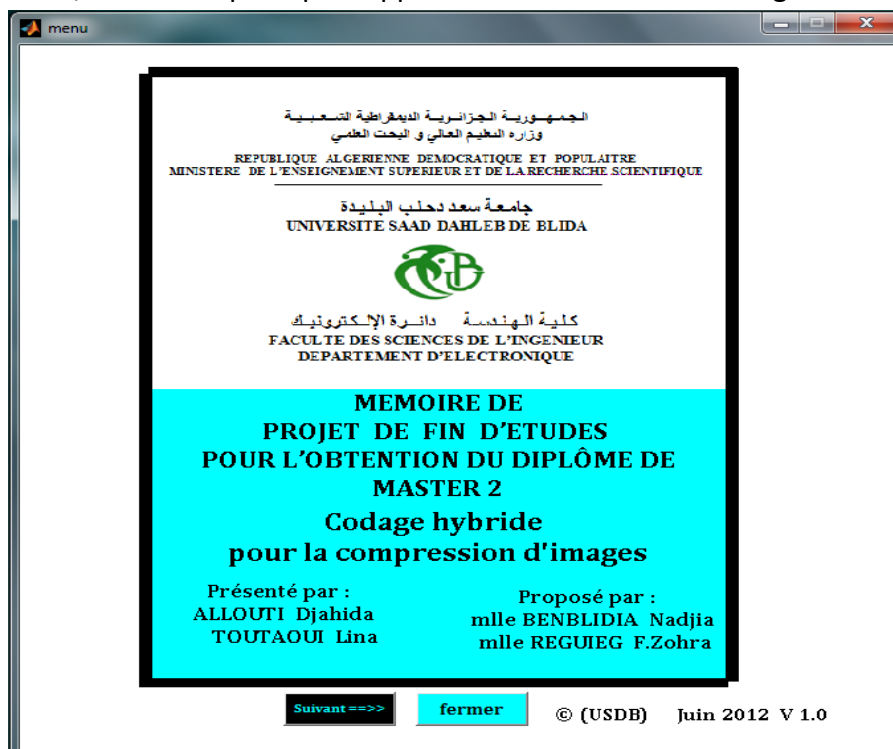 menu
الجمهورية الجزائرية الديمقراطية الشعبية
وزارة التعليم العالي و البحث العلمي
REPUBLIQUE ALGERIENNE DEMOCRATIQUE ET POPULAITRE
MINISTERE DE L'ENSEIGNEMENT SUPERIEUR ET DE LA RECHERCHE SCIENTIFIQUE
جامعة سعد دحلب البليدة
UNIVERSITE SAAD DAHLEB DE BLIDA
كلية الهندسة دائرة الإلكترونيك
FACULTE DES SCIENCES DE L'INGENIEUR
DEPARTEMENT D'ELECTRONIQUE
MEMOIRE DE
PROJET DE FIN D'ETUDES
POUR L'OBTENTION DU DIPLÔME DE
MASTER 2
Codage hybride
pour la compression d'images
Présenté par :
ALLOUTI Djahida
TOUTAOUI Lina
Proposé par :
mlle BENBLIDIA Nadjia
mlle REGUIEG F.Zohra
Suivant ==>> fermer © (USDB) Juin 2012 V 1.0